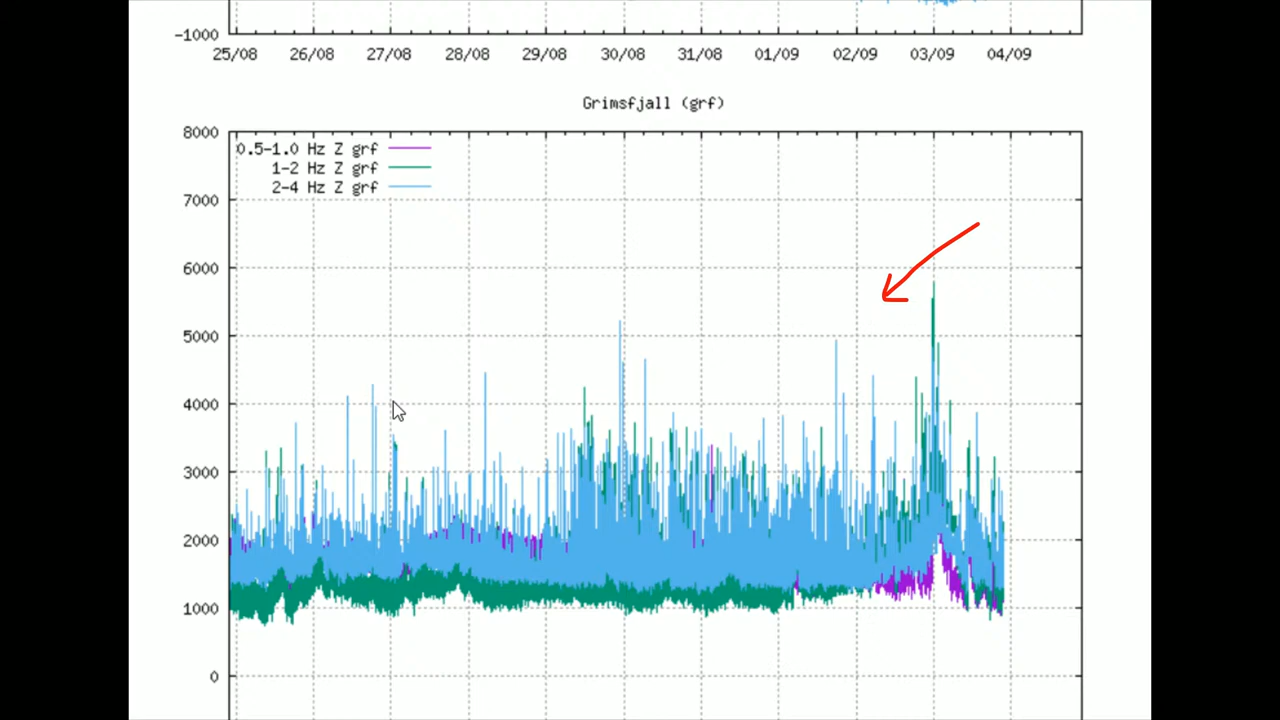 -1000
25/08 26/08 27/08 28/08 29/08 30/08 31/08 01/09 02/09 03/09 04/09
Grimsfjall (grf)
8000
0.5-1.0 Hz Z grf
1-2 Hz Z grf
2-4 Hz Z grf
7000
6000
5000
4000
3000
2000
1000
0